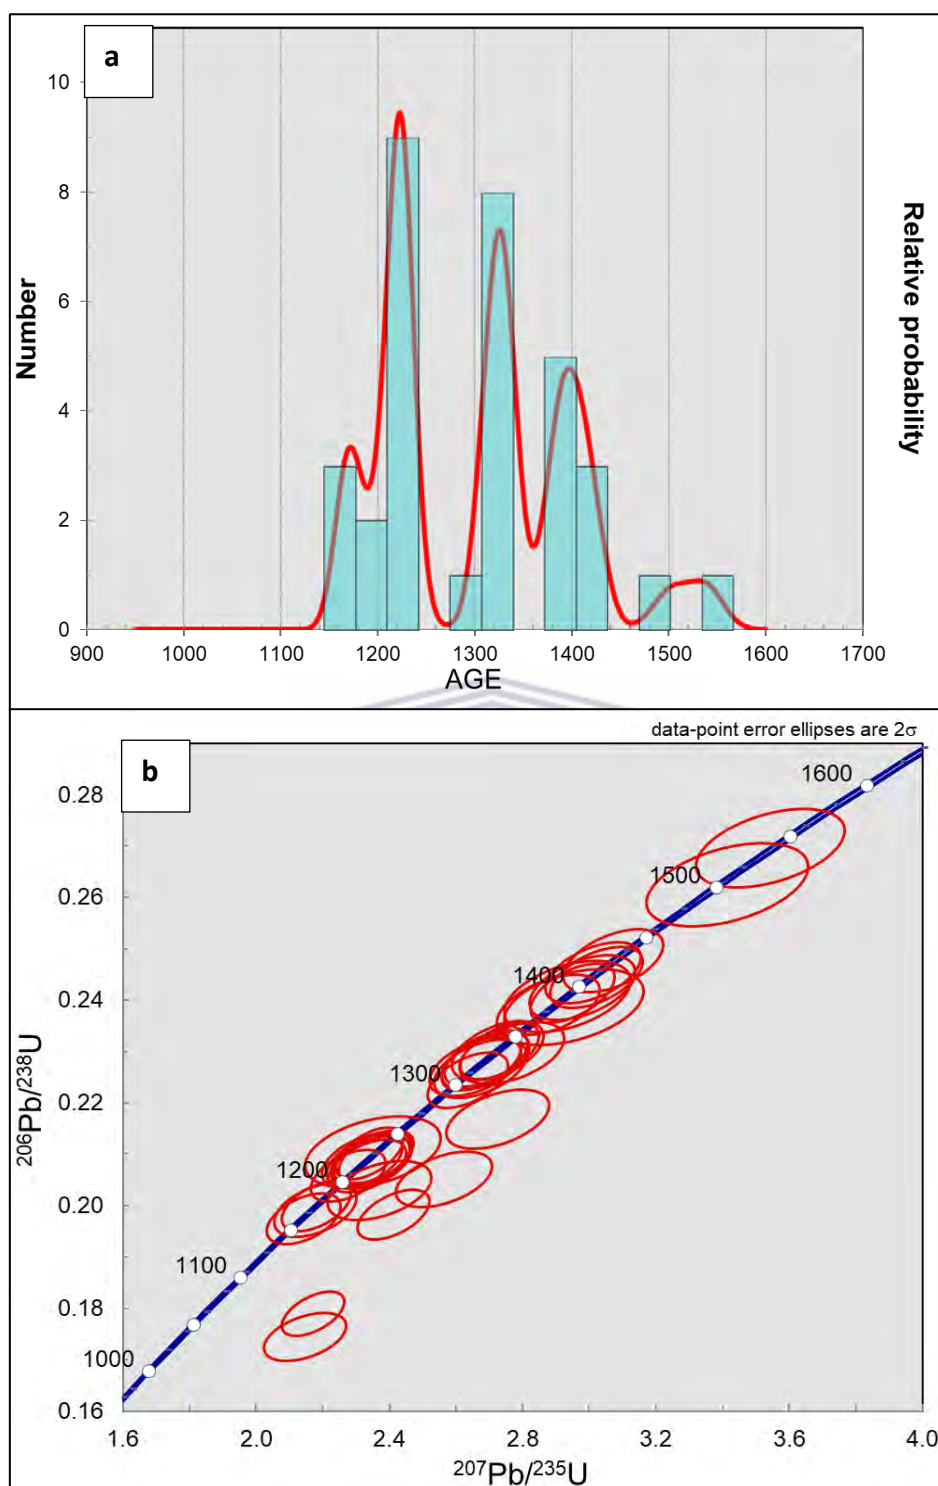 a
10
8
6
4
2
0
Number
Relative probability
900 1000 1100 1200 1300 1400 1500 1600 1700
AGE
data-point error ellipses are 2σ
b
0.28
0.26
0.24
0.22
0.20
0.18
0.16
1600
1500
1400
1300
1200
1100
1000
206Pb/238U
1.6 2.0 2.4 2.8 3.2 3.6 4.0
207Pb/235U